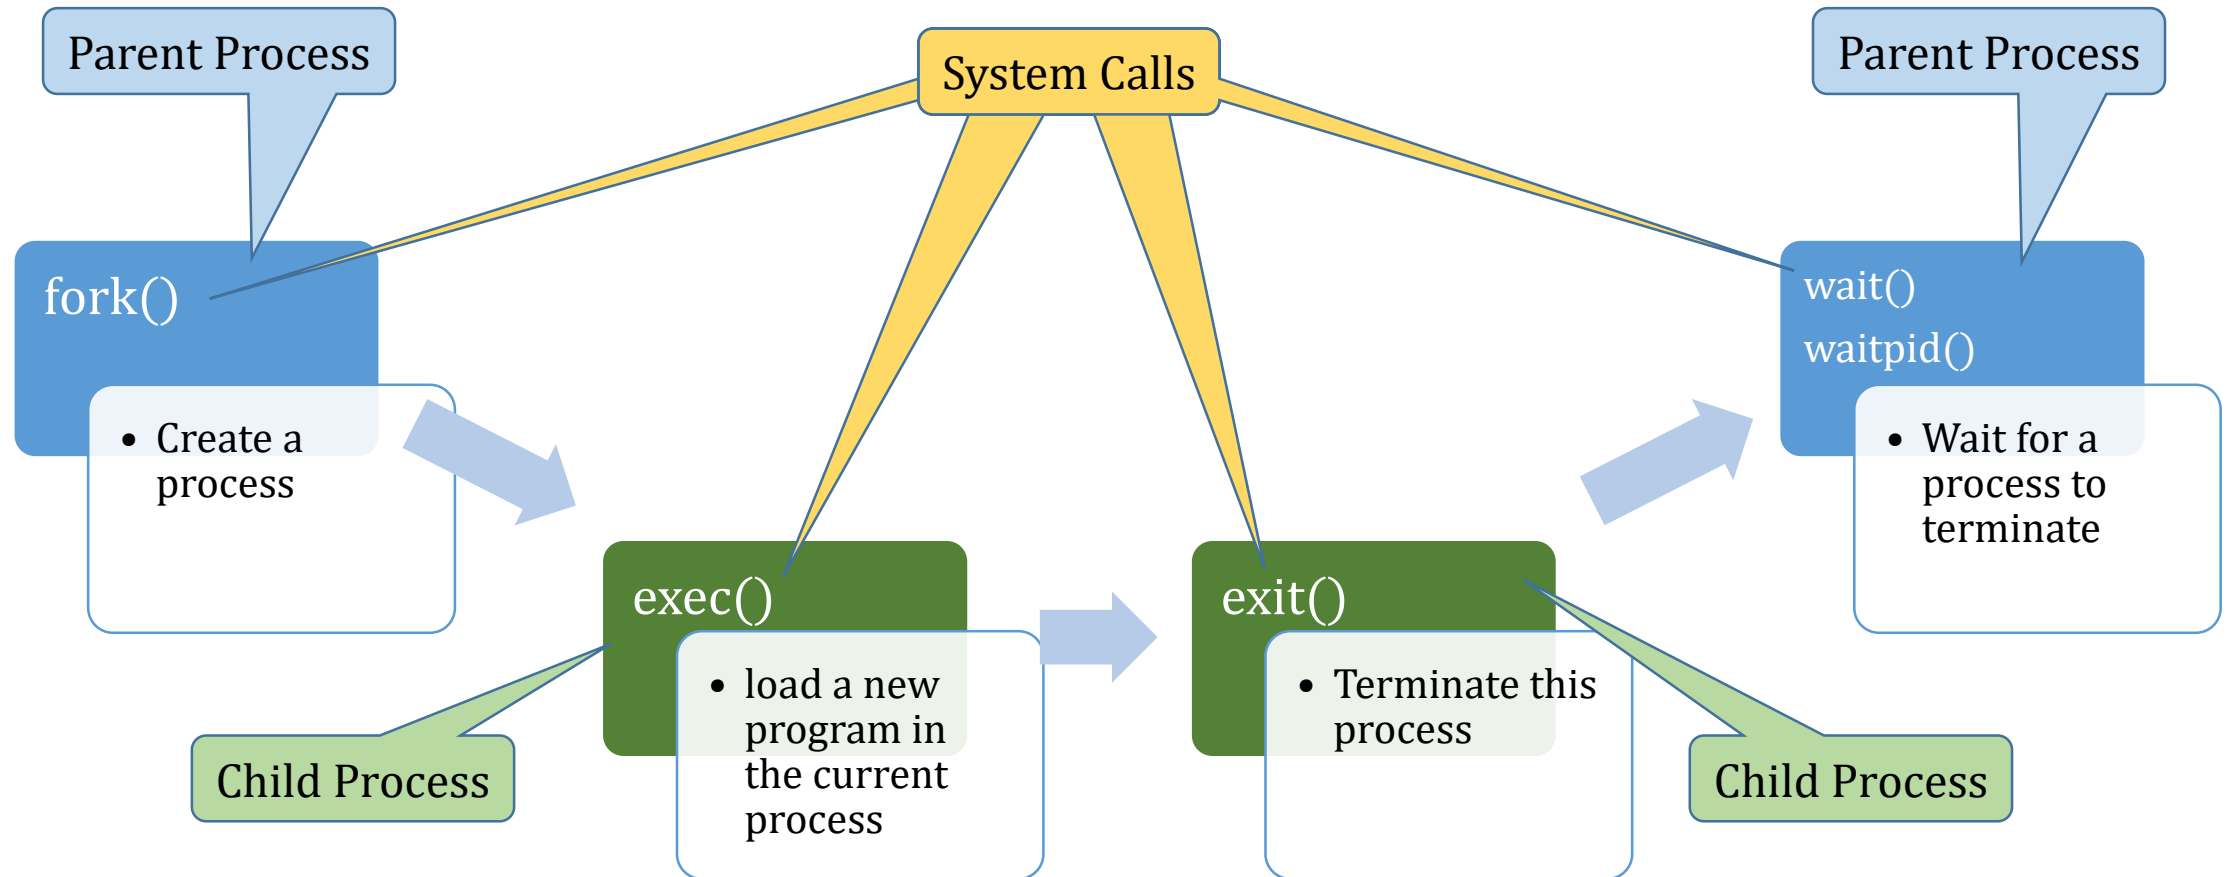 Parent Process
System Calls
Parent Process
fork()
• Create a
process
wait()
waitpid()
• Wait for a
process to
terminate
exec()
• load a new
program in
the current
process
exit()
• Terminate this
process
Child Process
Child Process